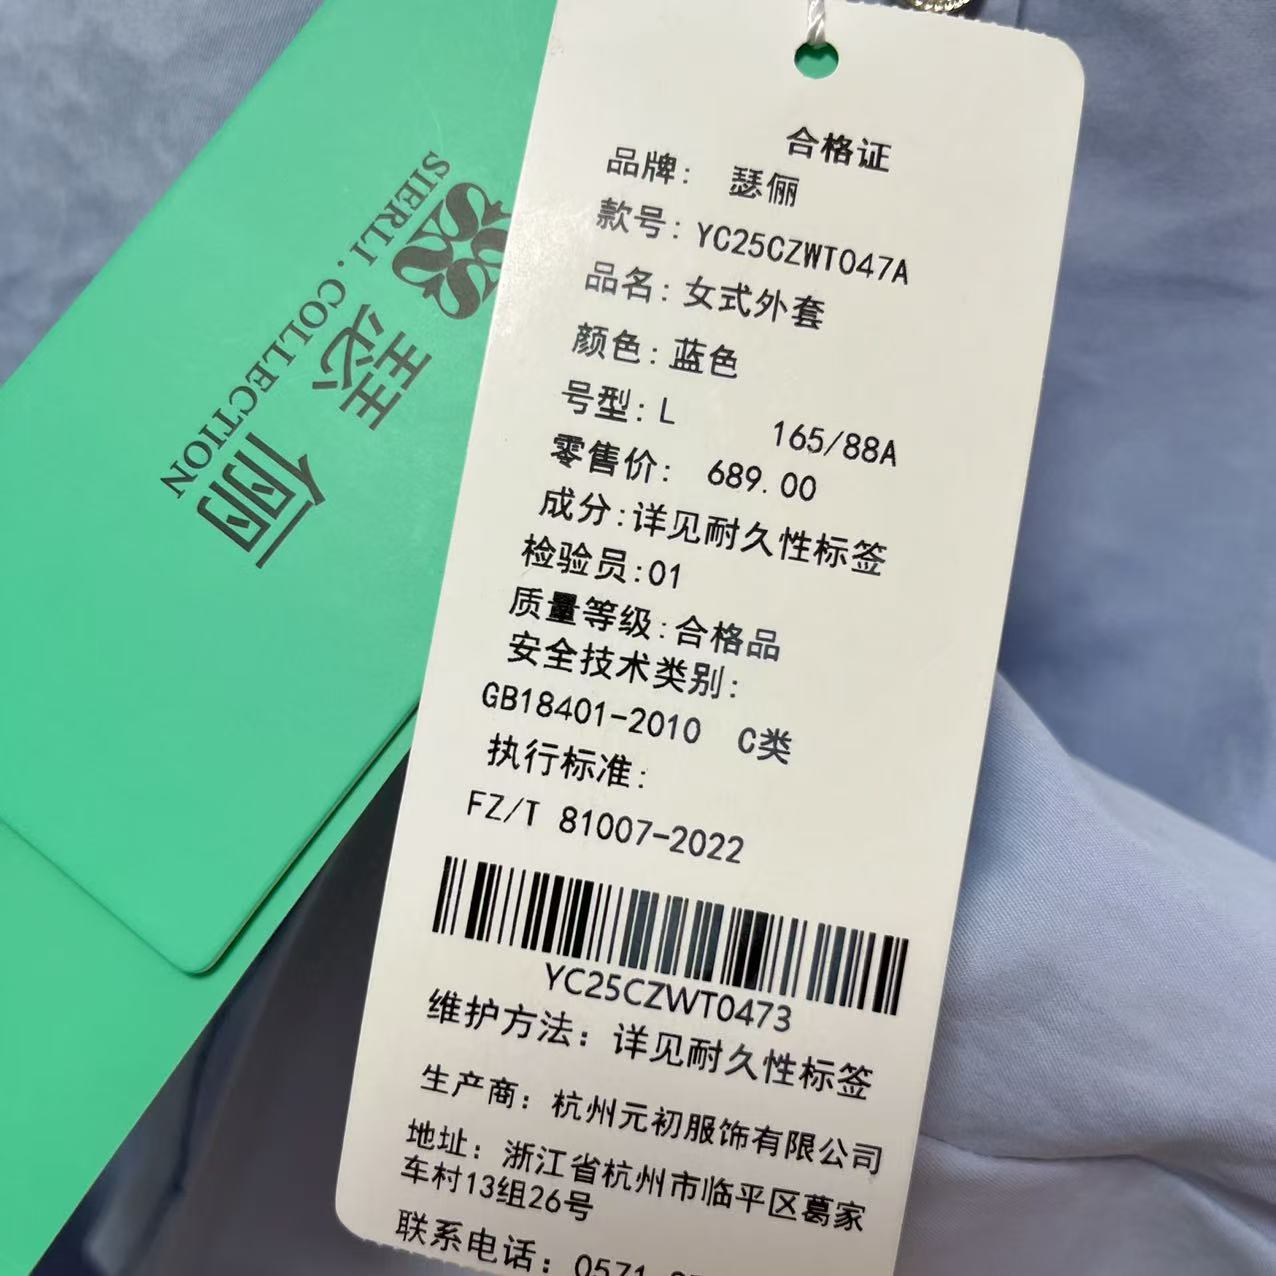 瑟俪
SIERLI.COLLECTION
合格证
品牌: 瑟俪
款号: YC25CZWT047A
品名: 女式外套
颜色: 蓝色
号型: L 165/88A
零售价: 689.00
成分:详见耐久性标签
检验员:01
质量等级:合格品
安全技术类别:
GB18401-2010 C类
执行标准:
FZ/T 81007-2022
YC25CZWT0473
维护方法: 详见耐久性标签
生产商: 杭州元初服饰有限公司
地址: 浙江省杭州市临平区葛家
车村13组26号
联系电话: 0571